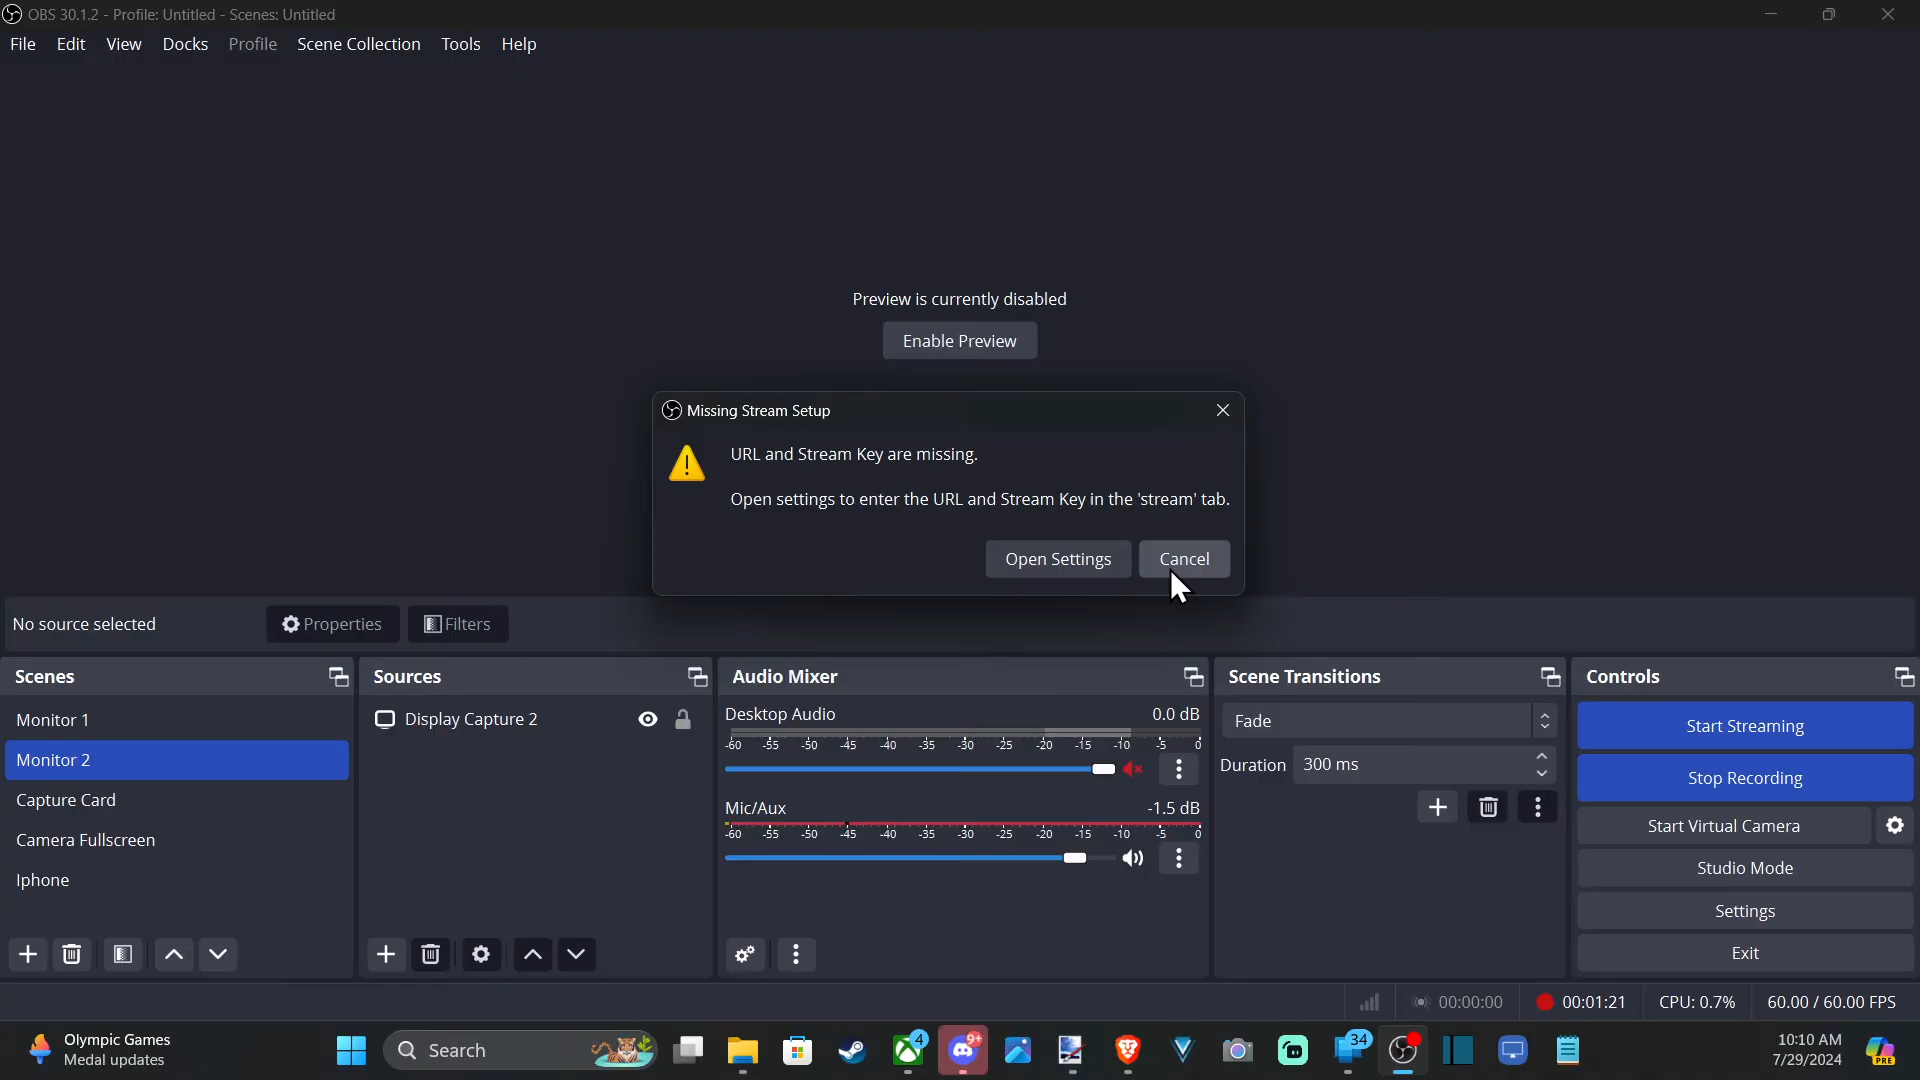 OBS 30.1.2 - Profile: Untitled - Scenes: Untitled
File Edit View Docks Profile Scene Collection Tools Help
Preview is currently disabled
Enable Preview
Missing Stream Setup
URL and Stream Key are missing.
Open settings to enter the URL and Stream Key in the 'stream' tab.
Open Settings Cancel
No source selected Properties Filters
Scenes
Monitor 1
Monitor 2
Capture Card
Camera Fullscreen
Iphone
Sources
Display Capture 2
Audio Mixer
Desktop Audio 0.0 dB
-60 -55 -50 -45 -40 -35 -30 -25 -20 -15 -10 -5 0
Mic/Aux -1.5 dB
-60 -55 -50 -45 -40 -35 -30 -25 -20 -15 -10 -5 0
Scene Transitions
Fade
Duration 300 ms
Controls
Start Streaming
Stop Recording
Start Virtual Camera
Studio Mode
Settings
Exit
00:00:00 00:01:21 CPU: 0.7% 60.00 / 60.00 FPS
Olympic Games
Medal updates
Search
4
9+
34
10:10 AM
7/29/2024
PRE